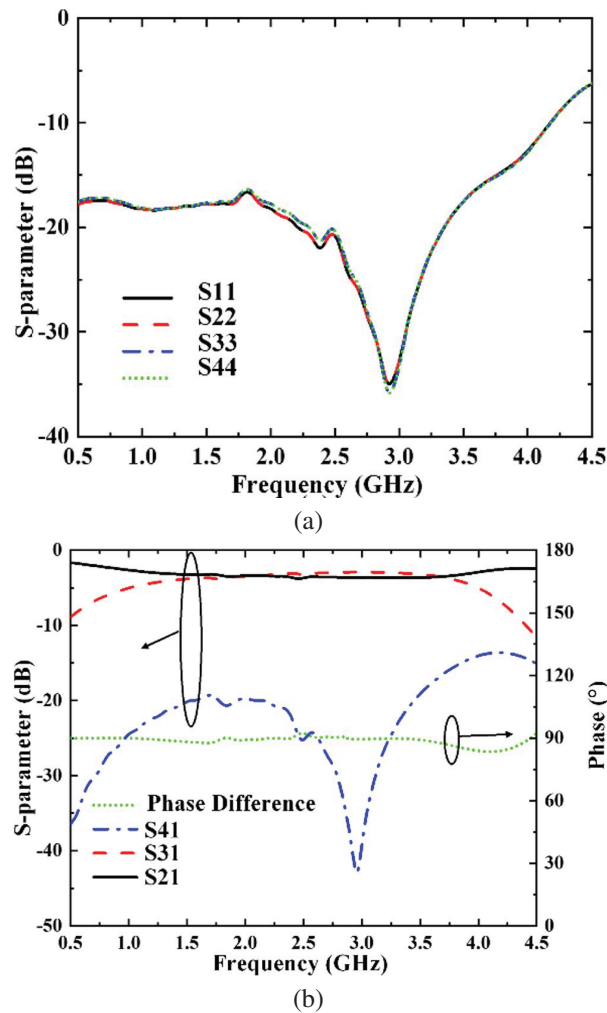 0
-10
-20
-30
-40
S-parameter (dB)
S11
S22
S33
S44
0.5 1.0 1.5 2.0 2.5 3.0 3.5 4.0 4.5
Frequency (GHz)
(a)
0
-10
-20
-30
-40
-50
S-parameter (dB)
180
150
120
90
60
30
0
Phase (°)
Phase Difference
S41
S31
S21
0.5 1.0 1.5 2.0 2.5 3.0 3.5 4.0 4.5
Frequency (GHz)
(b)